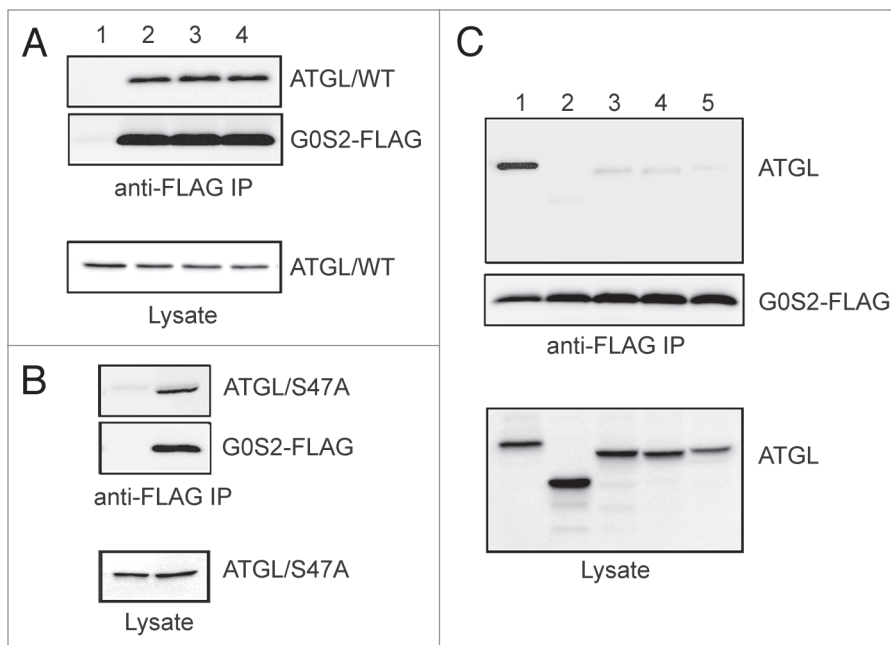 A
1 2 3 4
ATGL/WT
G0S2-FLAG
anti-FLAG IP
ATGL/WT
Lysate
B
ATGL/S47A
G0S2-FLAG
anti-FLAG IP
ATGL/S47A
Lysate
C
1 2 3 4 5
ATGL
G0S2-FLAG
anti-FLAG IP
ATGL
Lysate